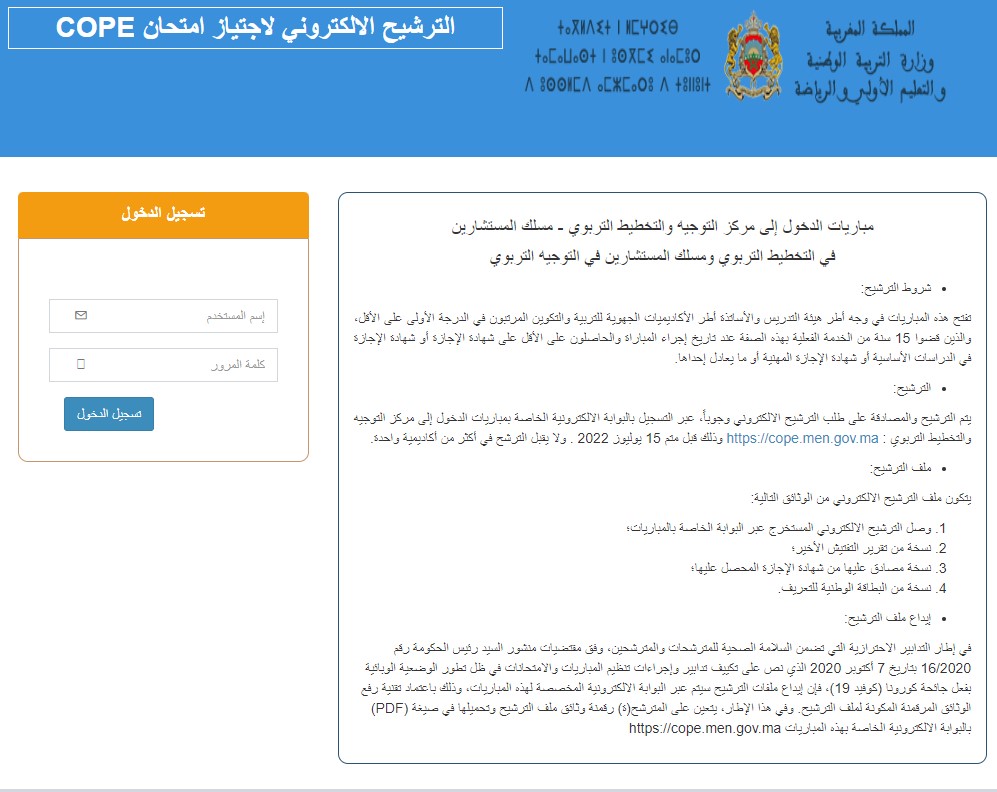 الترشيح الالكتروني لاجتياز امتحان COPE
ⵜⴰⴳⵍⴷⵉⵜ ⵏ ⵍⵎⵖⵔⵉⴱ
ⵜⴰⵎⴰⵡⴰⵙⵜ ⵏ ⵓⵙⴳⵎⵉ ⴰⵏⴰⵎⵓⵔ
ⴷ ⵓⵙⵙⵍⵎⴷ ⴰⵎⵣⵡⴰⵔⵓ ⴷ ⵜⵓⵏⵏⵓⵏⵜ
المملكة المغربية
وزارة التربية الوطنية
والتعليم الأولي والرياضة
تسجيل الدخول
إسم المستخدم
كلمة المرور
تسجيل الدخول
مباريات الدخول إلى مركز التوجيه والتخطيط التربوي - مسلك المستشارين
في التخطيط التربوي ومسلك المستشارين في التوجيه التربوي
• شروط الترشيح:
تفتح هذه المباريات في وجه أطر هيئة التدريس والأساتذة أطر الأكاديميات الجهوية للتربية والتكوين المرتبون في الدرجة الأولى على الأقل،
والذين قضوا 15 سنة من الخدمة الفعلية بهذه الصفة عند تاريخ إجراء المباراة والحاصلون على الأقل على شهادة الإجازة أو شهادة الإجازة
في الدراسات الأساسية أو شهادة الإجازة المهنية أو ما يعادل إحداها.
• الترشيح:
يتم الترشيح والمصادقة على طلب الترشيح الالكتروني وجوباً، عبر التسجيل بالبوابة الالكترونية الخاصة بمباريات الدخول إلى مركز التوجيه
والتخطيط التربوي : https://cope.men.gov.ma وذلك قبل متم 15 يوليوز 2022 . ولا يقبل الترشح في أكثر من أكاديمية واحدة.
• ملف الترشيح:
يتكون ملف الترشيح الالكتروني من الوثائق التالية:
1. وصل الترشيح الالكتروني المستخرج عبر البوابة الخاصة بالمباريات؛
2. نسخة من تقرير التفتيش الأخير؛
3. نسخة مصادق عليها من شهادة الإجازة المحصل عليها؛
4. نسخة من البطاقة الوطنية للتعريف.
• إيداع ملف الترشيح:
في إطار التدابير الاحترازية التي تضمن السلامة الصحية للمترشحات والمترشحين، وفق مقتضيات منشور السيد رئيس الحكومة رقم
16/2020 بتاريخ 7 أكتوبر 2020 الذي نص على تكييف تدابير وإجراءات تنظيم المباريات والامتحانات في ظل تطور الوضعية الوبائية
بفعل جائحة كورونا (كوفيد 19)، فإن إيداع ملفات الترشيح سيتم عبر البوابة الالكترونية المخصصة لهذه المباريات، وذلك باعتماد تقنية رفع
الوثائق المرقمنة المكونة لملف الترشيح. وفي هذا الإطار، يتعين على المترشح(ة) رقمنة وثائق ملف الترشيح وتحميلها في صيغة (PDF)
بالبوابة الالكترونية الخاصة بهذه المباريات https://cope.men.gov.ma